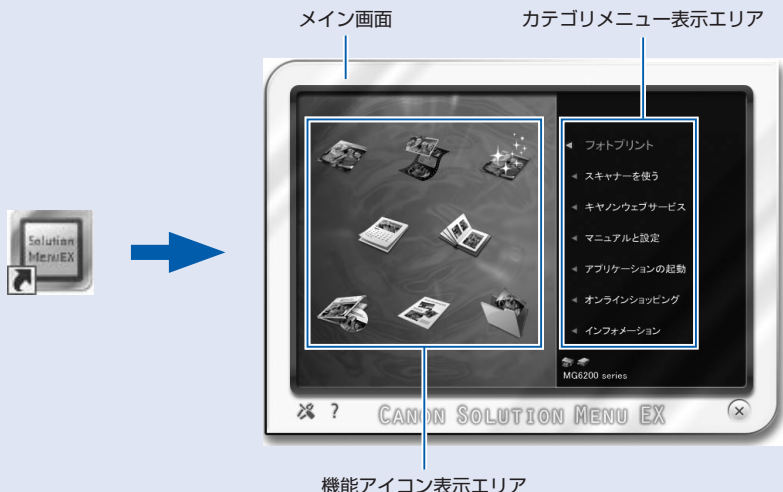 メイン画面
カテゴリメニュー表示エリア
フォトプリント
スキャナーを使う
キヤノンウェブサービス
Solution
MenuEX
マニュアルと設定
アプリケーションの起動
オンラインショッピング
インフォメーション
MG6200 series
? CANON SOLUTION MENU EX
機能アイコン表示エリア